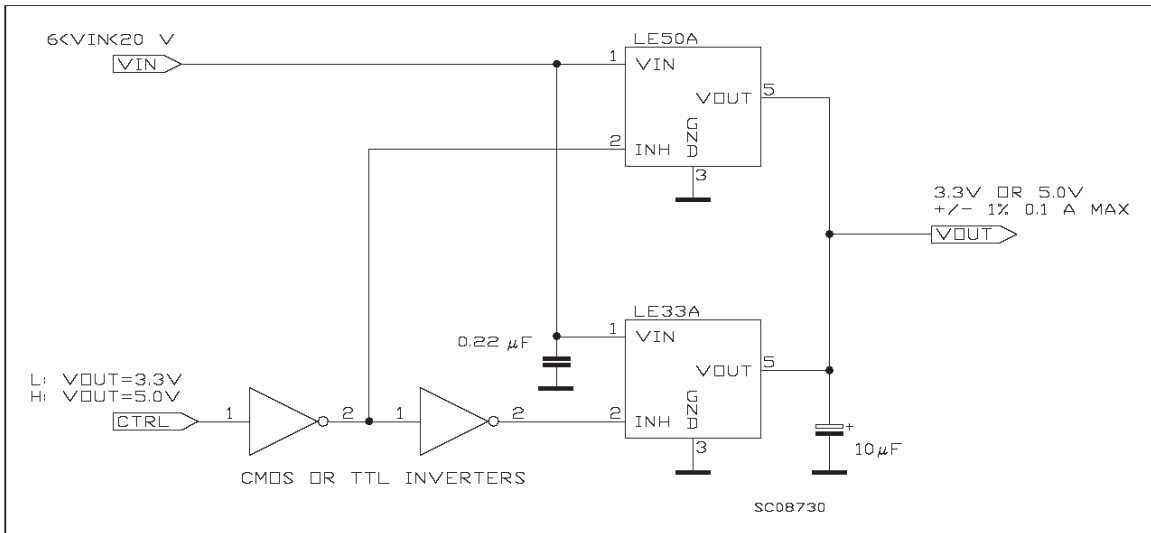 6<VIN<20 V
VIN
LE50A
1
VIN
VOUT
5
2
INH
GND
3
3.3V OR 5.0V
+/- 1% 0.1 A MAX
VOUT
LE33A
1
VIN
0.22 µF
VOUT
5
L: VOUT=3.3V
H: VOUT=5.0V
CTRL
1
2
1
2
2
INH
GND
3
+
10µF
CMOS OR TTL INVERTERS
SC08730